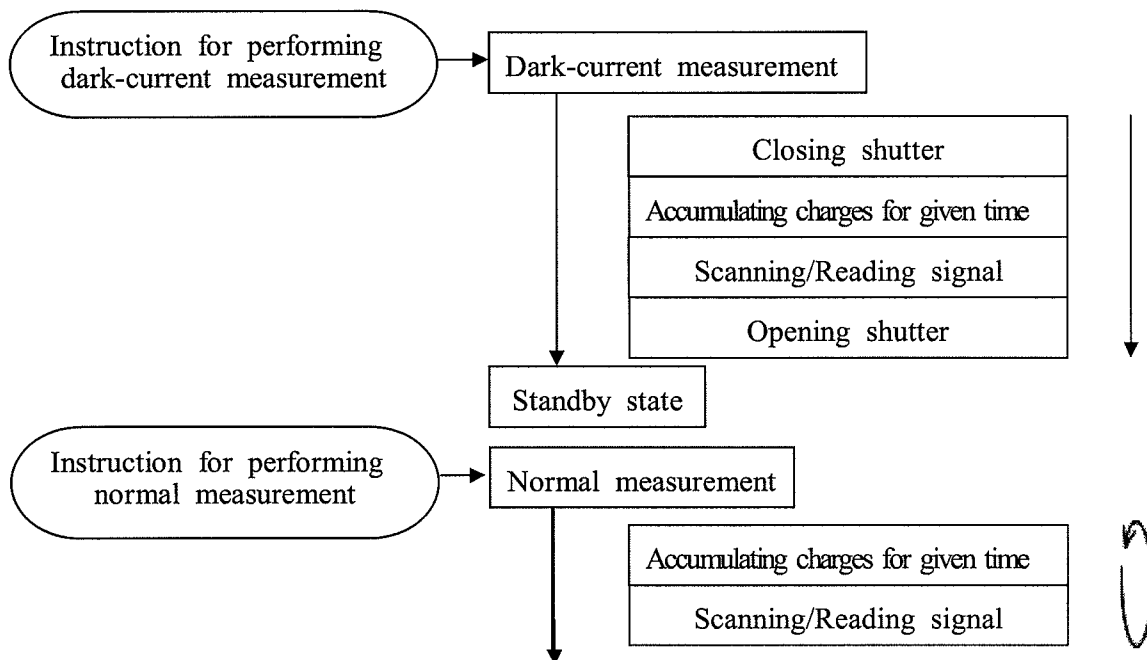 Instruction for performing
dark-current measurement
Dark-current measurement
Closing shutter
Accumulating charges for given time
Scanning/Reading signal
Opening shutter
Standby state
Instruction for performing
normal measurement
Normal measurement
Accumulating charges for given time
Scanning/Reading signal